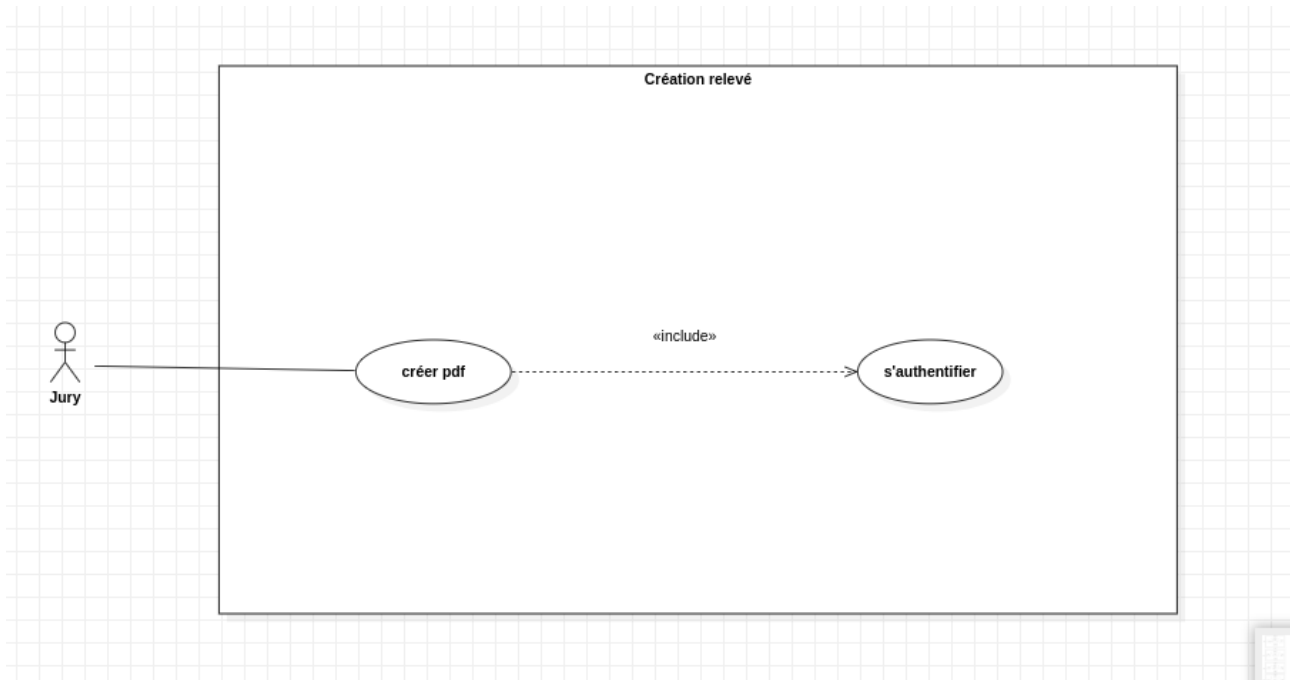 Création relevé
«include»
créer pdf
s'authentifier
Jury